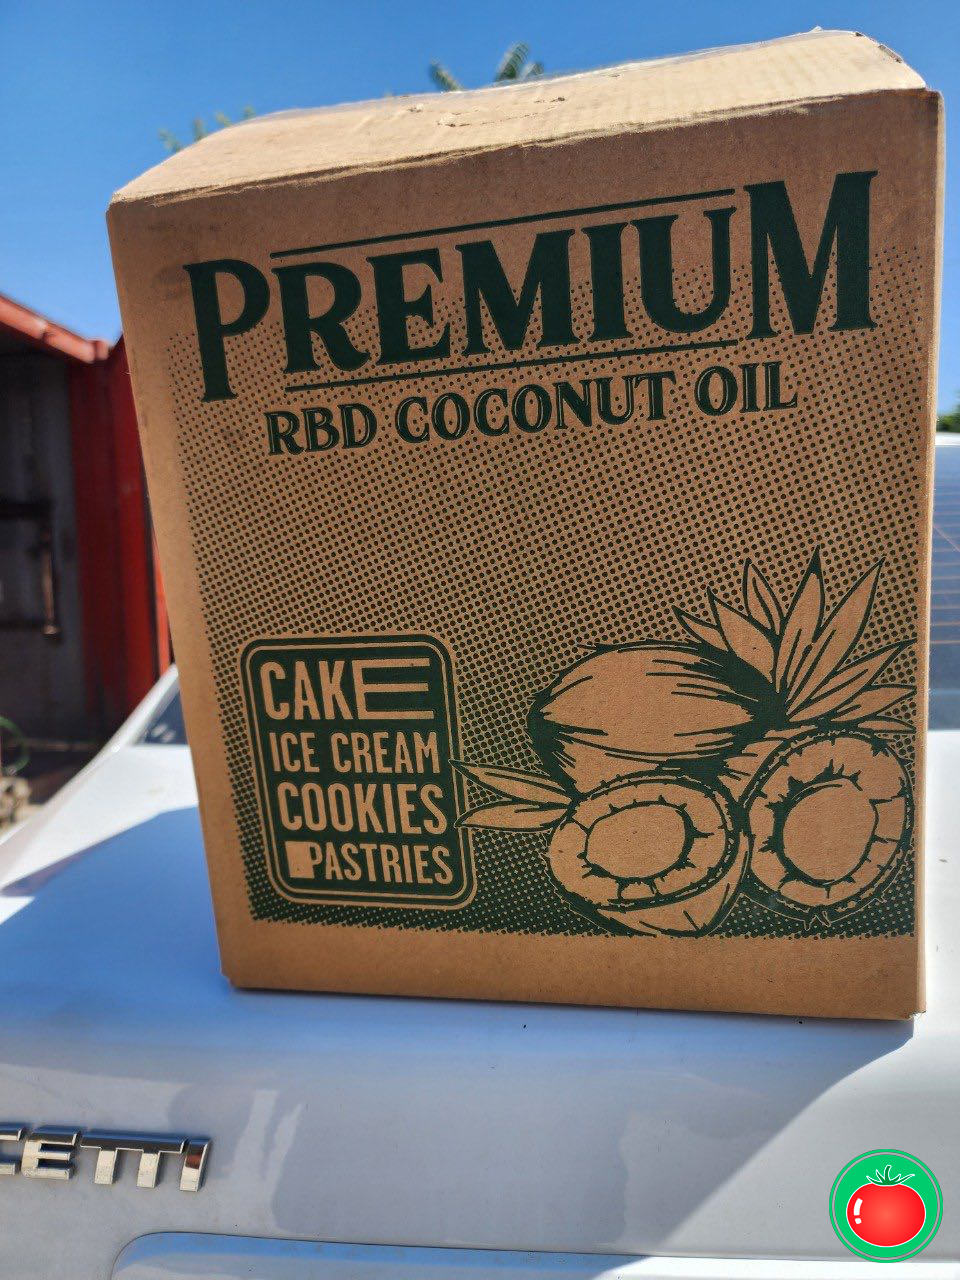 PREMIUM
RBD COCONUT OIL
CAKE
ICE CREAM
COOKIES
PASTRIES
CETTI